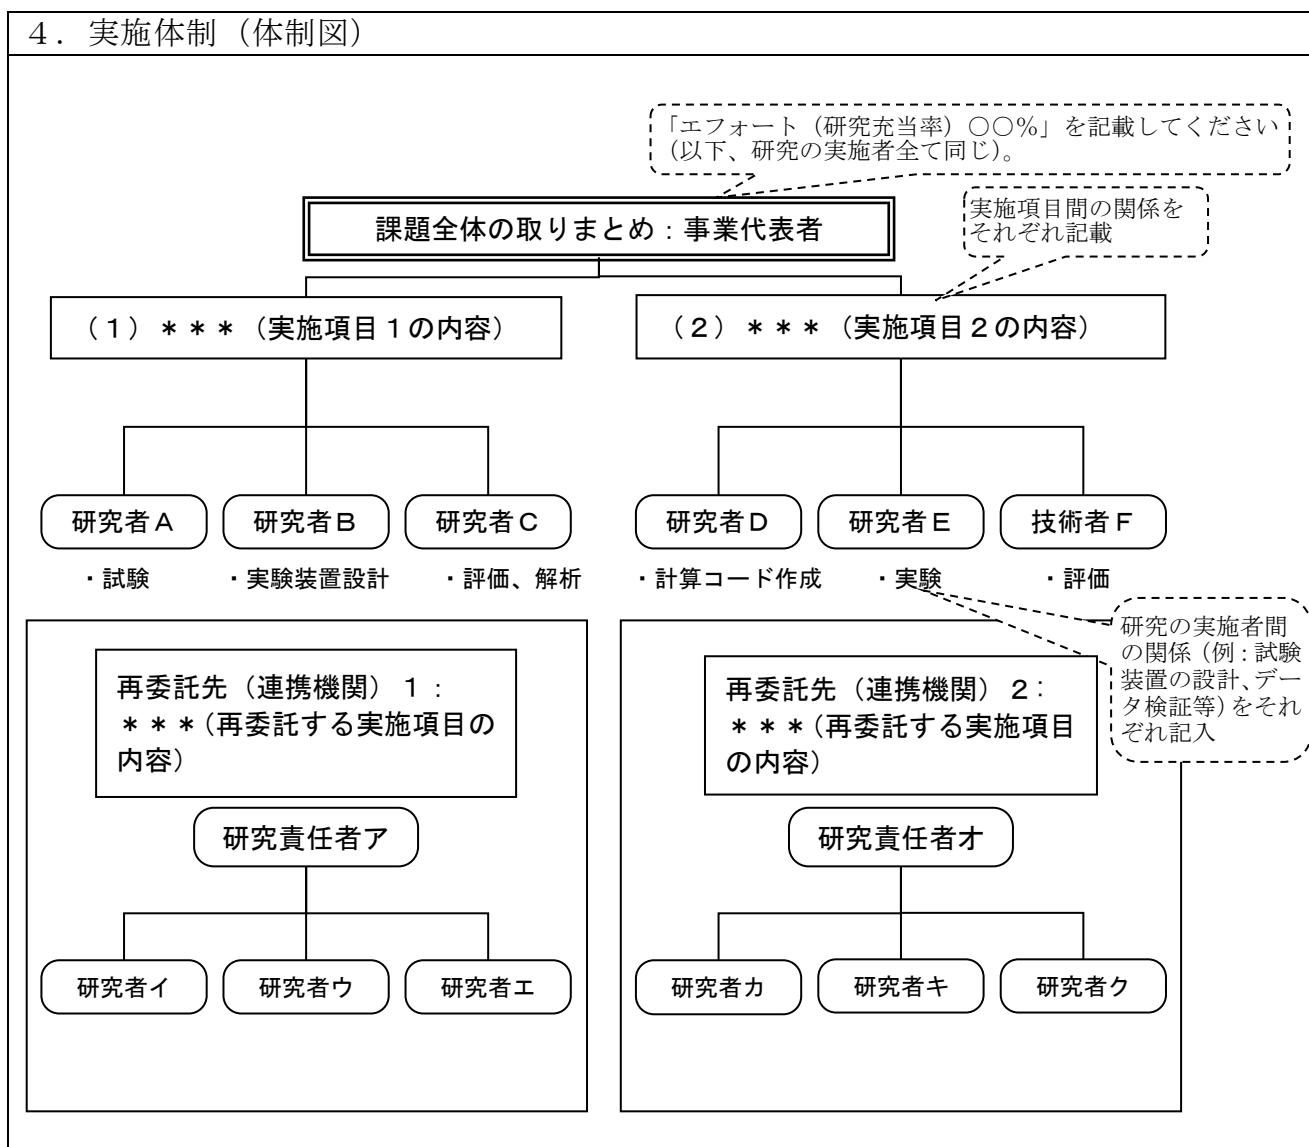 ４．実施体制（体制図）
「エフォート（研究充当率）○○％」を記載してください
（以下、研究の実施者全て同じ）。
課題全体の取りまとめ：事業代表者
実施項目間の関係を
それぞれ記載
（１）＊＊＊（実施項目１の内容）
（２）＊＊＊（実施項目２の内容）
研究者Ａ
研究者Ｂ
研究者Ｃ
研究者Ｄ
研究者Ｅ
技術者Ｆ
・試験
・実験装置設計
・評価、解析
・計算コード作成
・実験
・評価
研究の実施者間
の関係（例：試験
装置の設計、デー
タ検証等）をそれ
ぞれ記入
再委託先（連携機関）１：
＊＊＊（再委託する実施項目の
内容）
研究責任者ア
研究者イ
研究者ウ
研究者エ
再委託先（連携機関）２：
＊＊＊（再委託する実施項目
の内容）
研究責任者オ
研究者カ
研究者キ
研究者ク